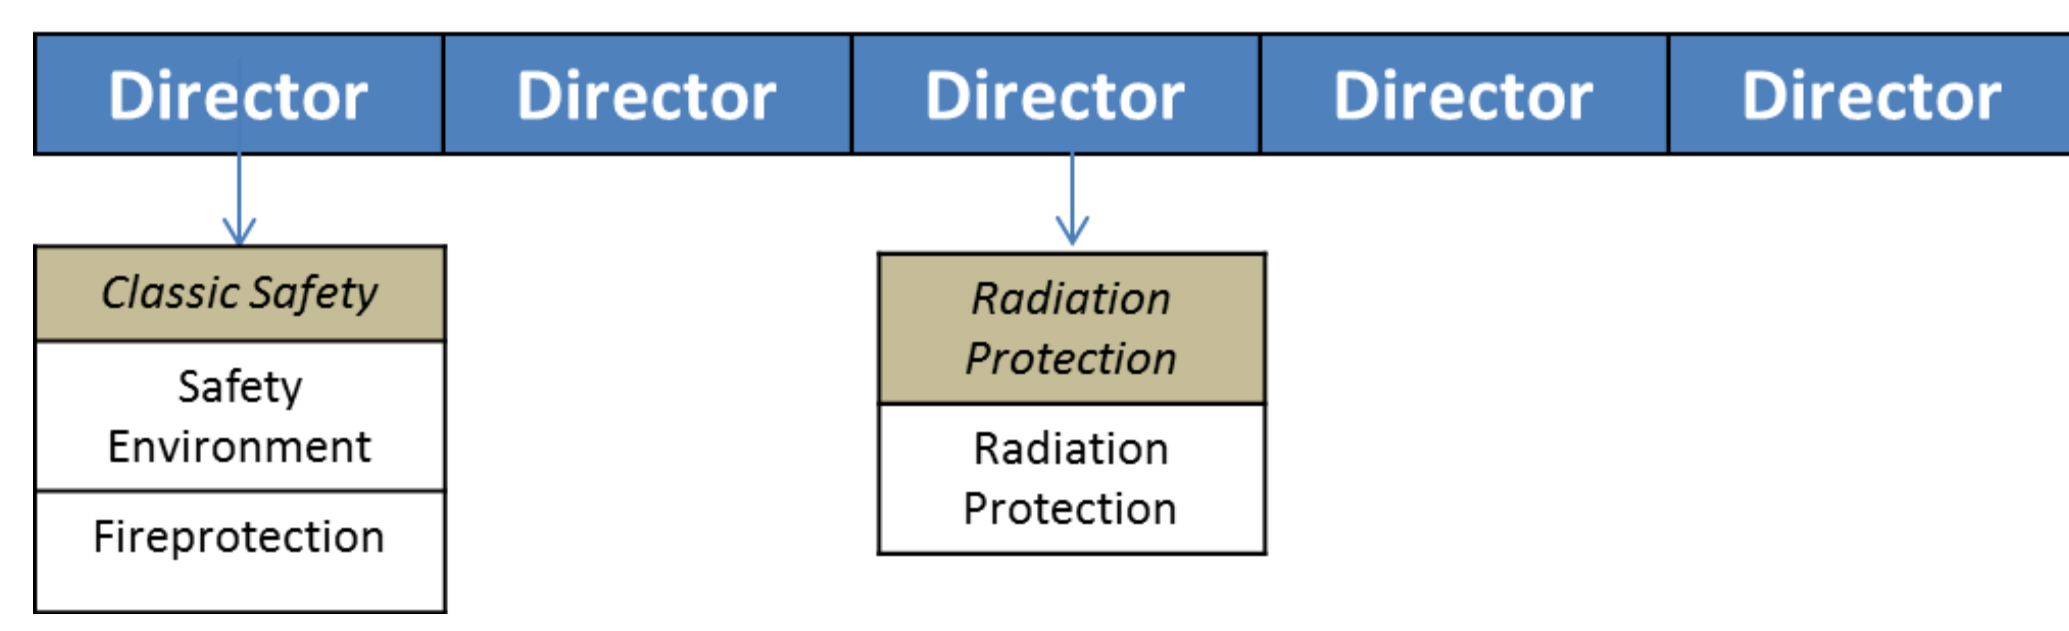 Director Director Director Director Director
Classic Safety
Safety
Environment
Fireprotection
Radiation
Protection
Radiation
Protection